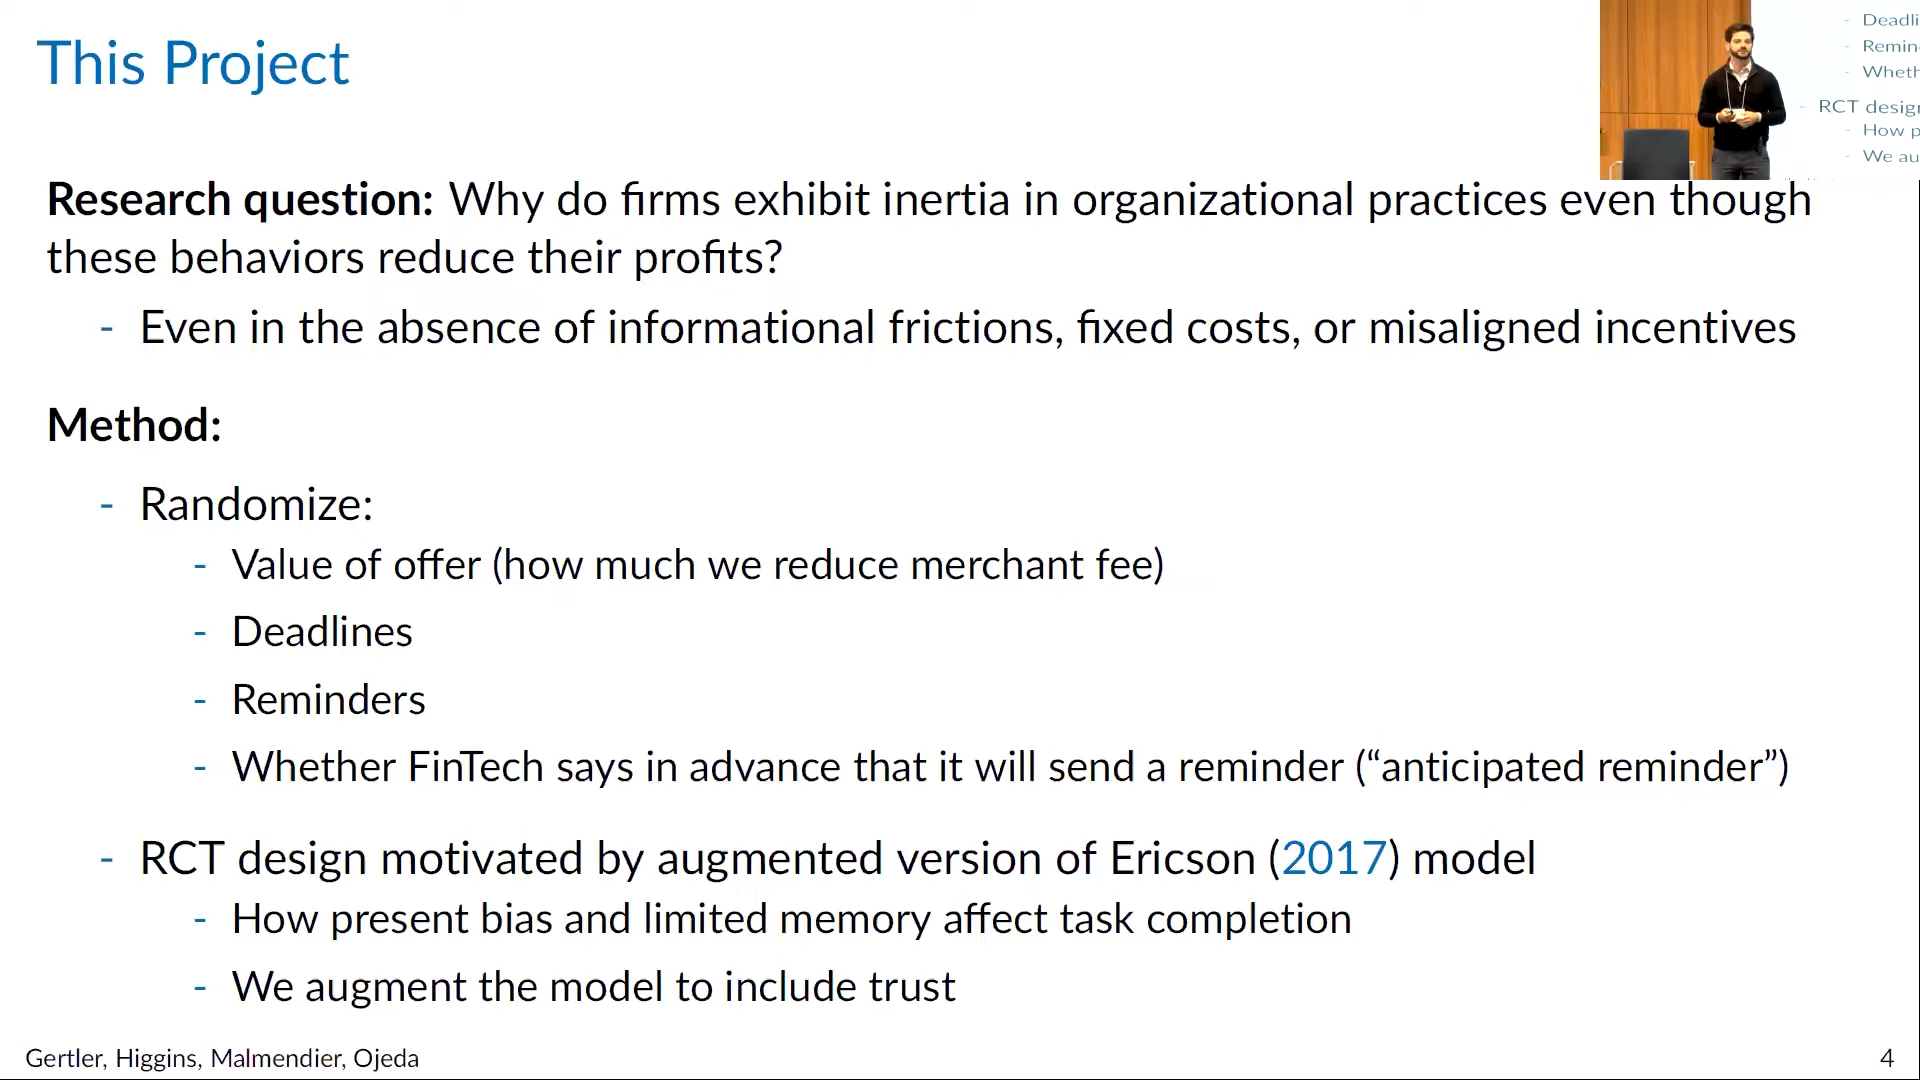 This Project
Deadli
Remin
Wheth
RCT design
How p
We au
Research question: Why do firms exhibit inertia in organizational practices even though
these behaviors reduce their profits?
- Even in the absence of informational frictions, fixed costs, or misaligned incentives
Method:
- Randomize:
- Value of offer (how much we reduce merchant fee)
- Deadlines
- Reminders
- Whether FinTech says in advance that it will send a reminder (“anticipated reminder”)
- RCT design motivated by augmented version of Ericson (2017) model
- How present bias and limited memory affect task completion
- We augment the model to include trust
Gertler, Higgins, Malmendier, Ojeda
4